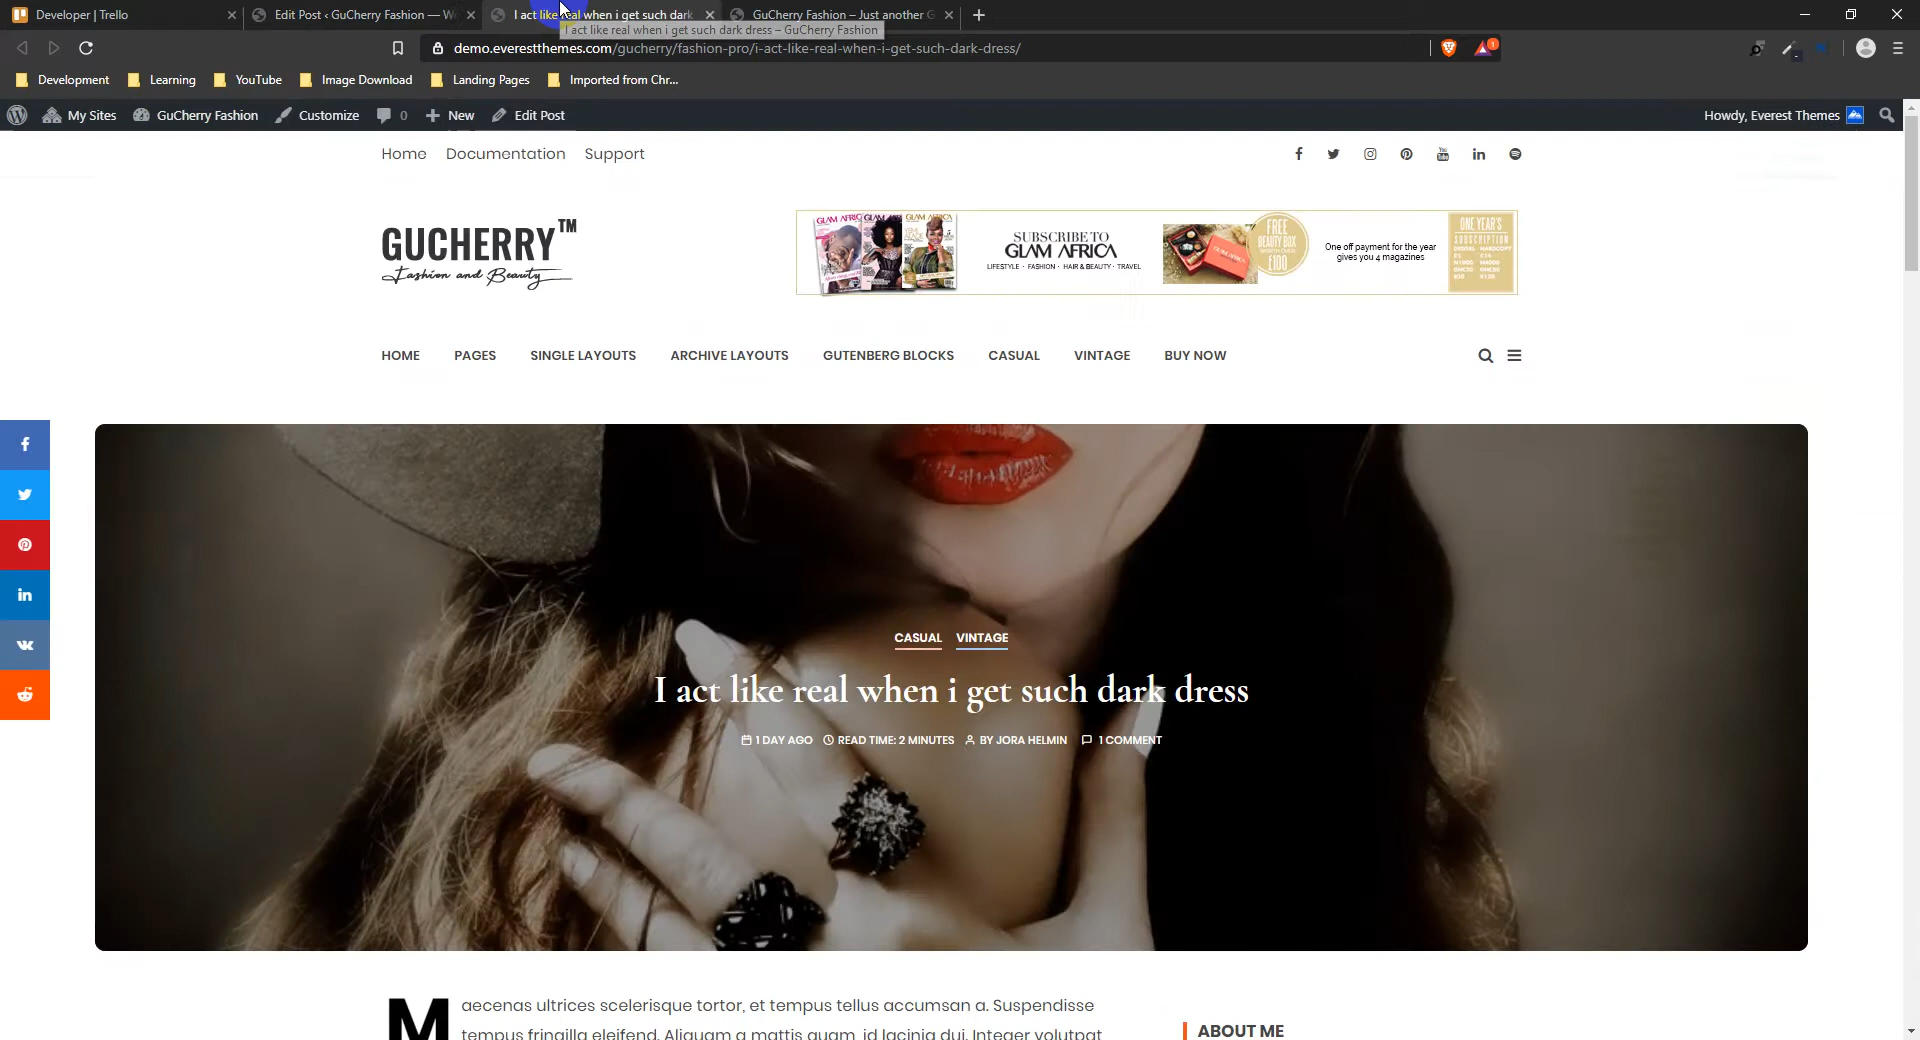 Developer | Trello
Edit Post ‹ GuCherry Fashion — W
I act like real when i get such dark
GuCherry Fashion – Just another G
I act like real when i get such dark dress – GuCherry Fashion
demo.everestthemes.com/gucherry/fashion-pro/i-act-like-real-when-i-get-such-dark-dress/
1
Development Learning YouTube Image Download Landing Pages Imported from Chr...
My Sites GuCherry Fashion Customize 0 New Edit Post Howdy, Everest Themes
Home Documentation Support
GUCHERRY™
Fashion and Beauty
GLAM AFRICA
GLAM AFRICA
SUBSCRIBE TO
GLAM AFRICA
LIFESTYLE · FASHION · HAIR & BEAUTY · TRAVEL
FREE
BEAUTY BOX
£100
One off payment for the year
gives you 4 magazines
ONE YEAR'S
SUBSCRIPTION
HOME PAGES SINGLE LAYOUTS ARCHIVE LAYOUTS GUTENBERG BLOCKS CASUAL VINTAGE BUY NOW
CASUAL VINTAGE
I act like real when i get such dark dress
1 DAY AGO READ TIME: 2 MINUTES BY JORA HELMIN 1 COMMENT
Maecenas ultrices scelerisque tortor, et tempus tellus accumsan a. Suspendisse
tempus fringilla eleifend. Aliquam a mattis quam, id lacinia dui. Integer volutpat
ABOUT ME